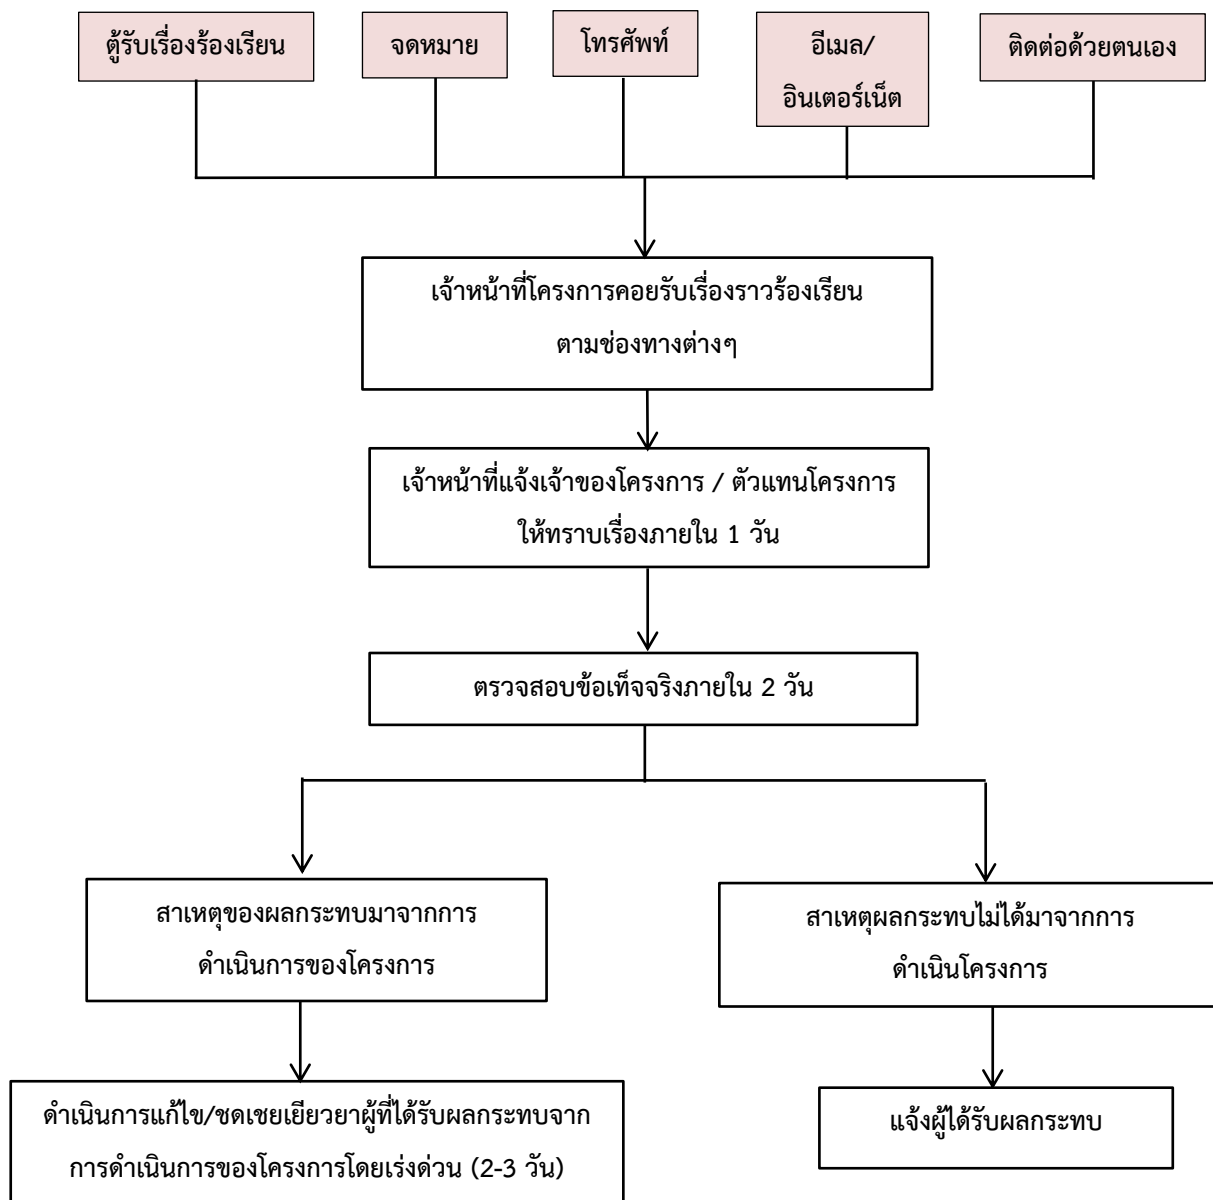 ตู้รับเรื่องร้องเรียน
จดหมาย
โทรศัพท์
อีเมล/
อินเตอร์เน็ต
ติดต่อด้วยตนเอง
เจ้าหน้าที่โครงการคอยรับเรื่องราวร้องเรียน
ตามช่องทางต่างๆ
เจ้าหน้าที่แจ้งเจ้าของโครงการ / ตัวแทนโครงการ
ให้ทราบเรื่องภายใน 1 วัน
ตรวจสอบข้อเท็จจริงภายใน 2 วัน
สาเหตุของผลกระทบมาจากการ
ดำเนินการของโครงการ
สาเหตุผลกระทบไม่ได้มาจากการ
ดำเนินโครงการ
ดำเนินการแก้ไข/ชดเชยเยียวยาผู้ที่ได้รับผลกระทบจาก
การดำเนินการของโครงการโดยเร่งด่วน (2-3 วัน)
แจ้งผู้ได้รับผลกระทบ